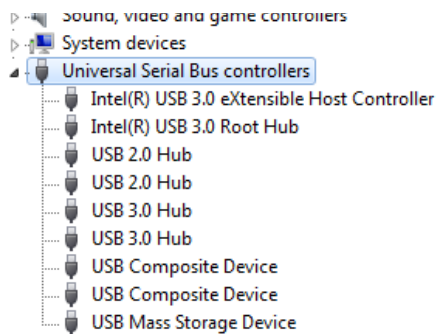 Sound, video and game controllers
System devices
Universal Serial Bus controllers
Intel(R) USB 3.0 eXtensible Host Controller
Intel(R) USB 3.0 Root Hub
USB 2.0 Hub
USB 2.0 Hub
USB 3.0 Hub
USB 3.0 Hub
USB Composite Device
USB Composite Device
USB Mass Storage Device